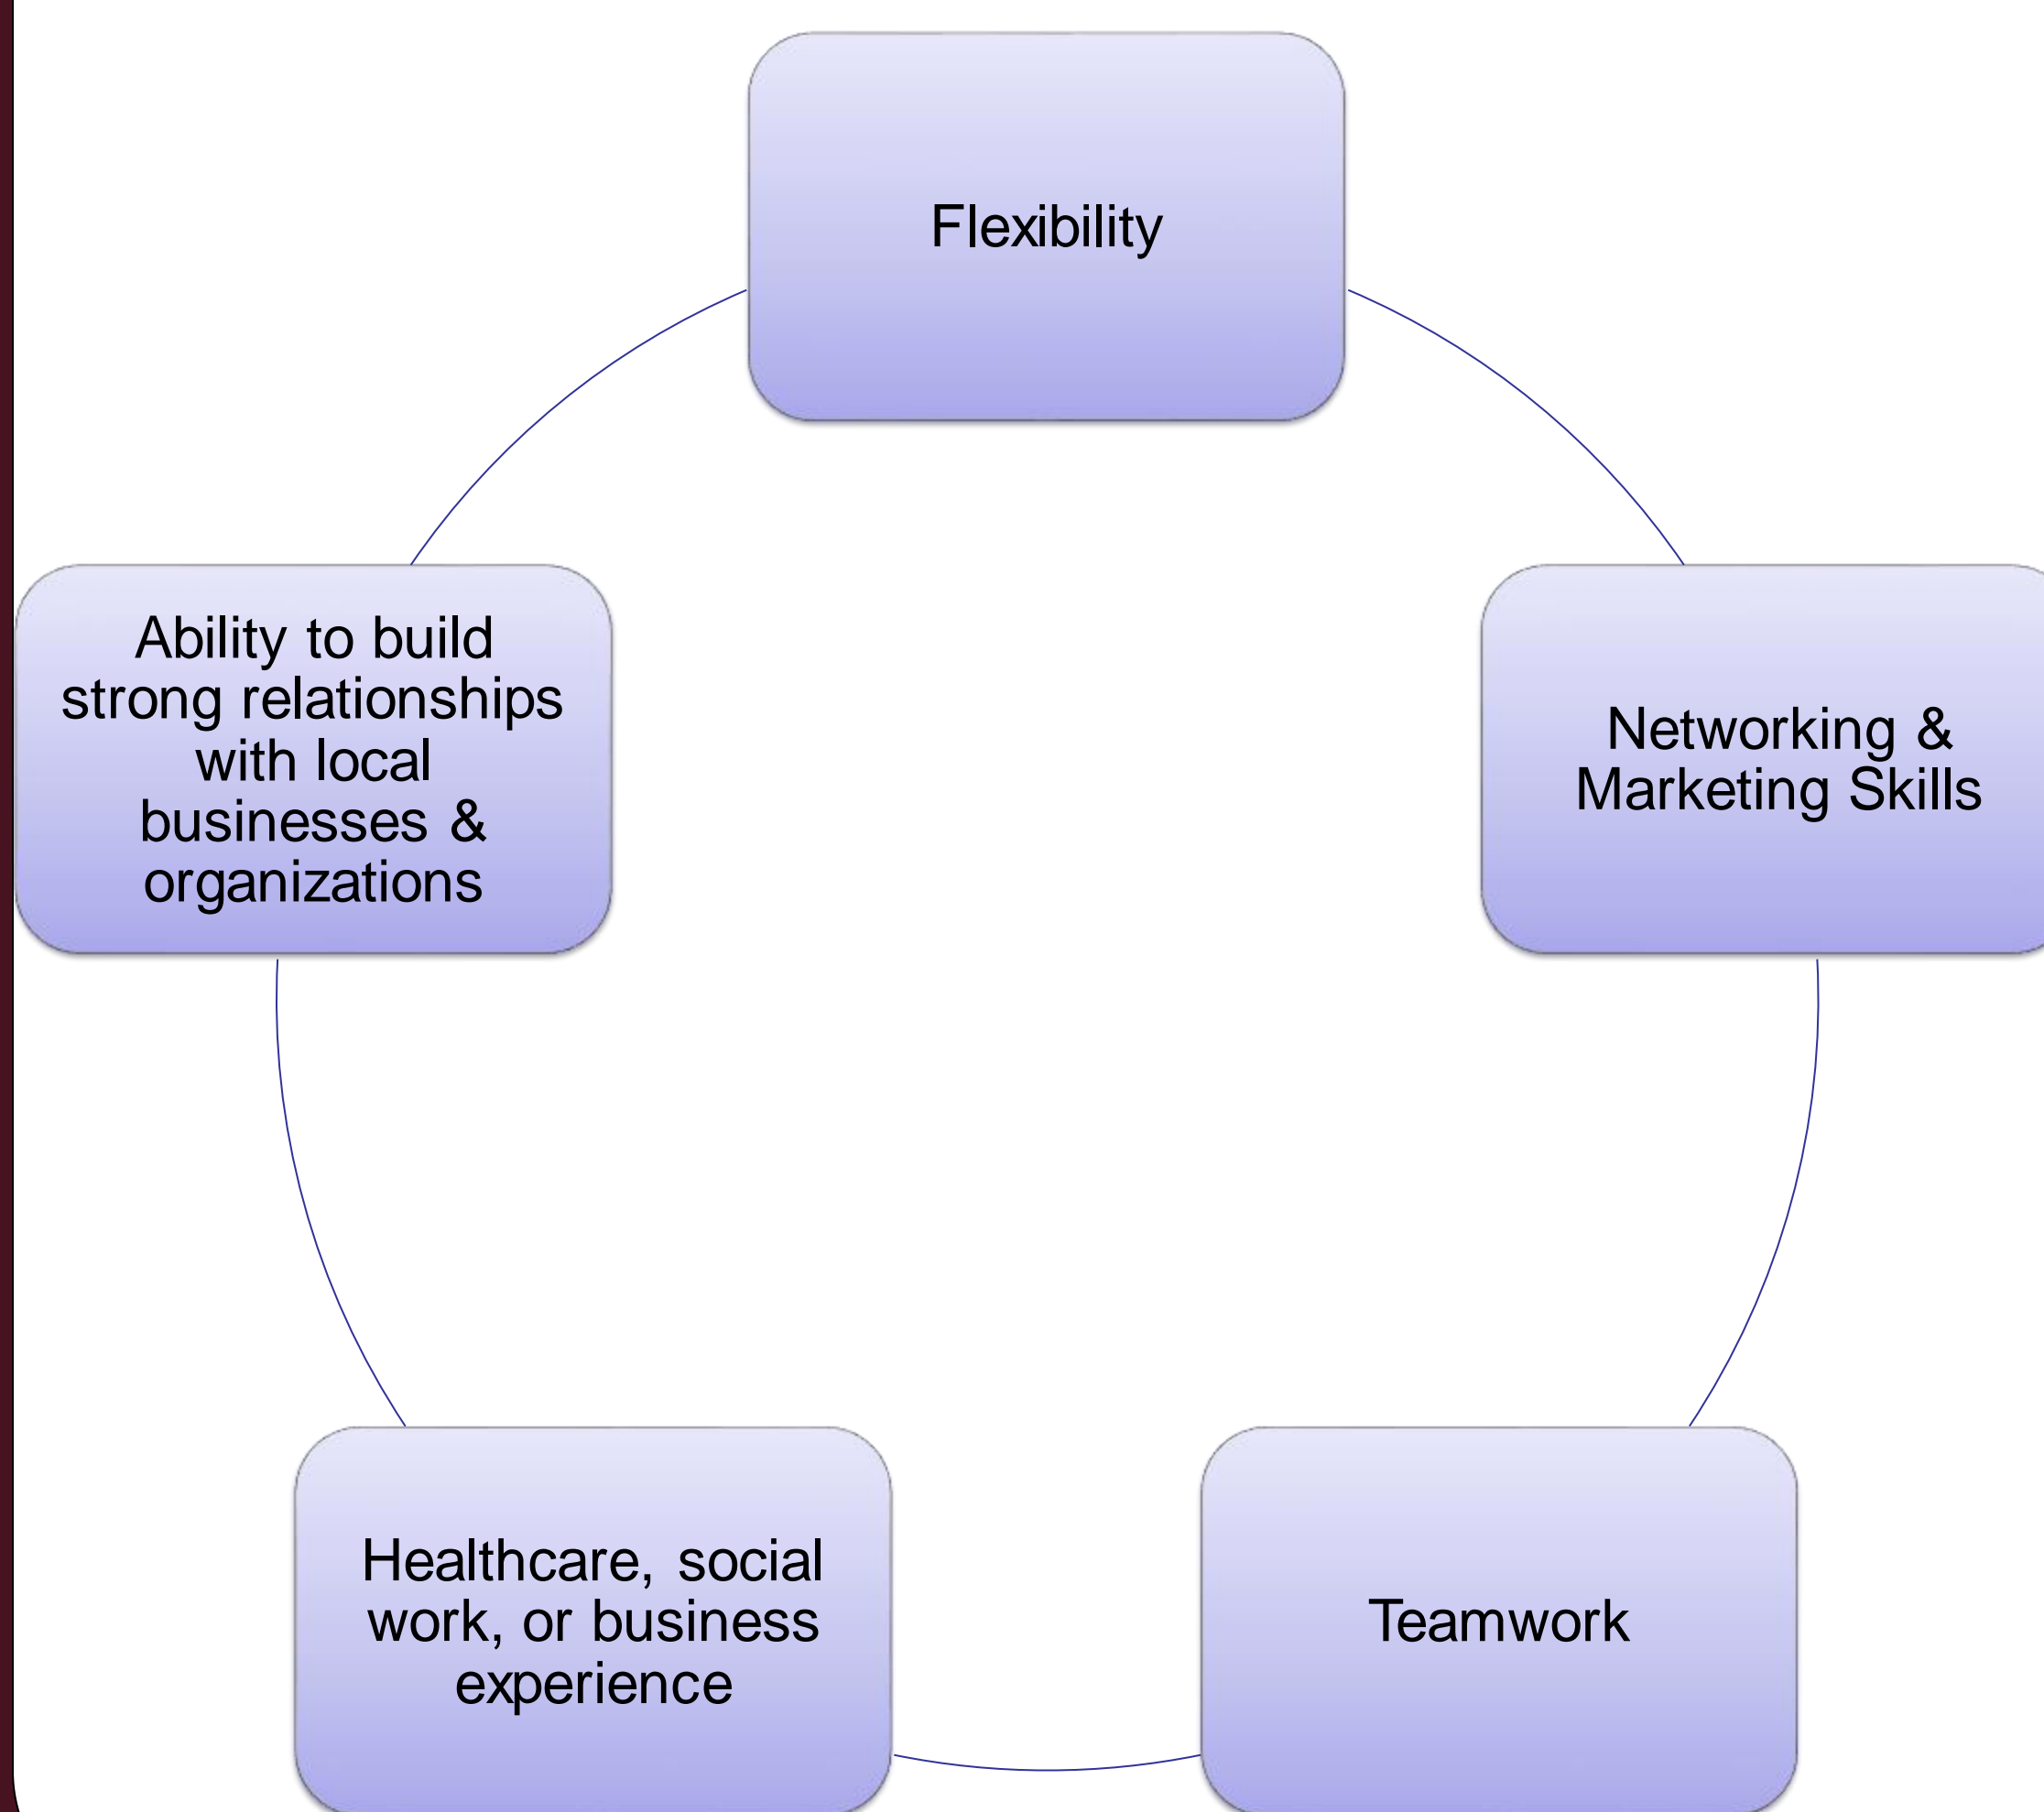 Flexibility
Ability to build
strong relationships
with local
businesses &
organizations
Networking &
Marketing Skills
Healthcare, social
work, or business
experience
Teamwork